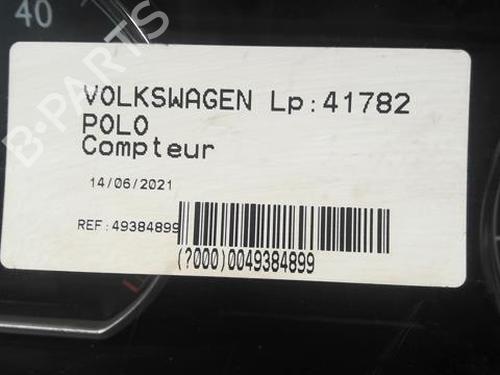 40
B-PARTS
VOLKSWAGEN Lp:41782
POLO
Compteur
14/06/2021
REF:49384899
(?000)0049384899